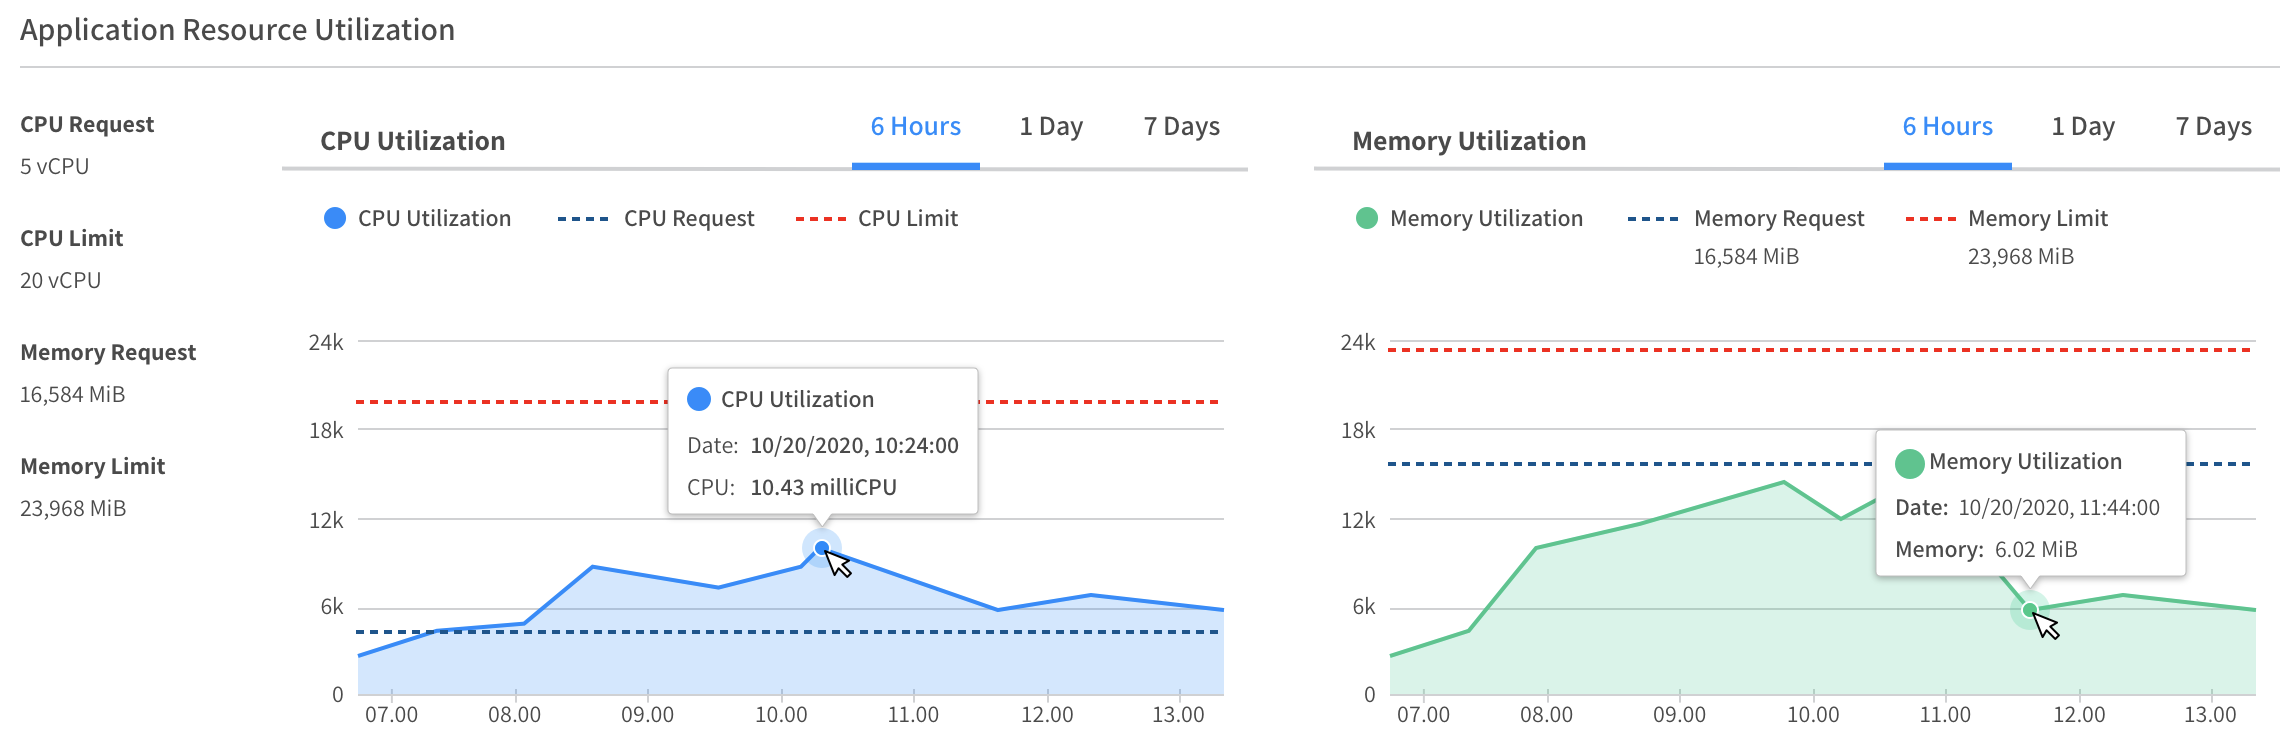 Application Resource Utilization
CPU Request
5 vCPU
CPU Limit
20 vCPU
Memory Request
16,584 MiB
Memory Limit
23,968 MiB
CPU Utilization
6 Hours 1 Day 7 Days
CPU Utilization CPU Request CPU Limit
24k
18k
12k
6k
0
CPU Utilization
Date: 10/20/2020, 10:24:00
CPU: 10.43 milliCPU
07.00 08.00 09.00 10.00 11.00 12.00 13.00
Memory Utilization
6 Hours 1 Day 7 Days
Memory Utilization Memory Request Memory Limit
16,584 MiB 23,968 MiB
24k
18k
12k
6k
0
Memory Utilization
Date: 10/20/2020, 11:44:00
Memory: 6.02 MiB
07.00 08.00 09.00 10.00 11.00 12.00 13.00